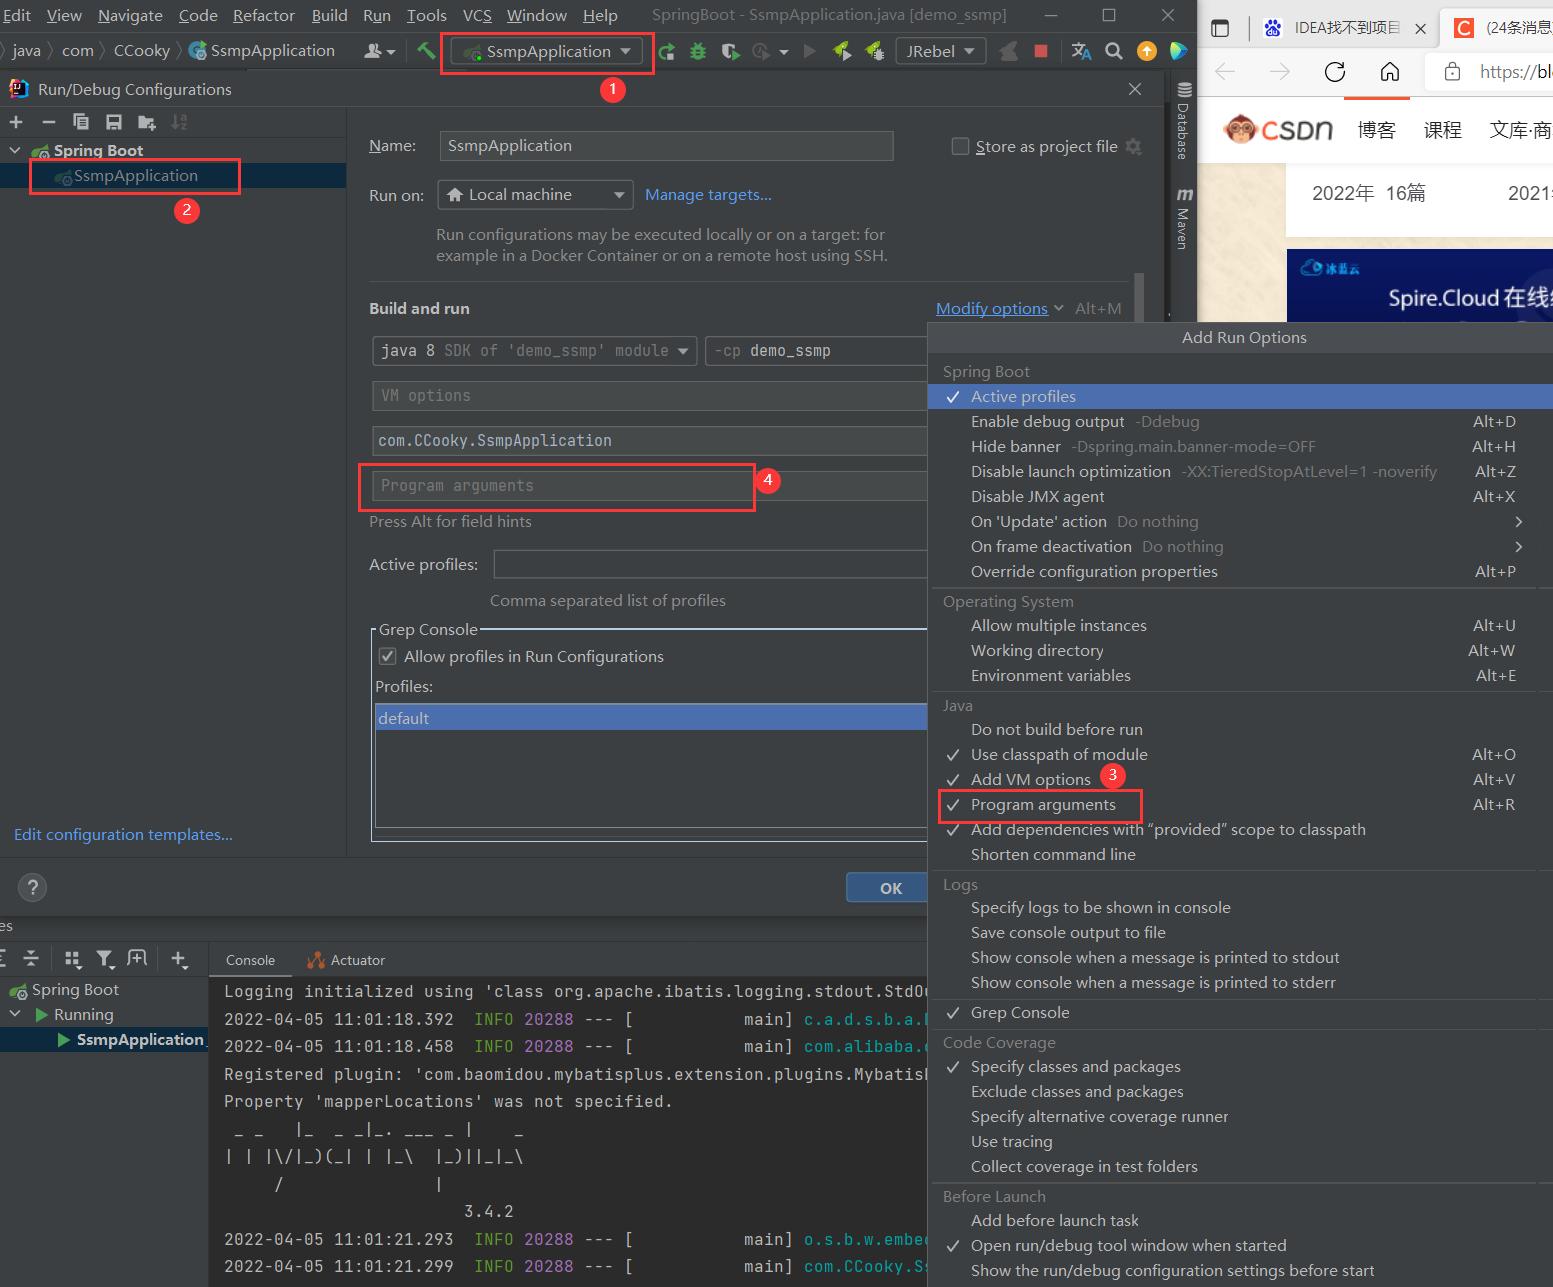 Edit View Navigate Code Refactor Build Run Tools VCS Window Help SpringBoot - SsmpApplication.java [demo_ssmp]
java com CCooky SsmpApplication SsmpApplication JRebel
1
Run/Debug Configurations
Name: SsmpApplication Store as project file
Spring Boot
SsmpApplication
2
Run on: Local machine Manage targets...
Run configurations may be executed locally or on a target: for
example in a Docker Container or on a remote host using SSH.
Build and run Modify options Alt+M
java 8 SDK of 'demo_ssmp' module -cp demo_ssmp
VM options
com.CCooky.SsmpApplication
Program arguments
4
Press Alt for field hints
Active profiles:
Comma separated list of profiles
Grep Console
Allow profiles in Run Configurations
Profiles:
default
Edit configuration templates...
?
OK
Database
Maven
Add Run Options
Spring Boot
Active profiles
Enable debug output -Ddebug Alt+D
Hide banner -Dspring.main.banner-mode=OFF Alt+H
Disable launch optimization -XX:TieredStopAtLevel=1 -noverify Alt+Z
Disable JMX agent Alt+X
On 'Update' action Do nothing
On frame deactivation Do nothing
Override configuration properties Alt+P
Operating System
Allow multiple instances Alt+U
Working directory Alt+W
Environment variables Alt+E
Java
Do not build before run
Use classpath of module Alt+O
Add VM options Alt+V
3
Program arguments Alt+R
Add dependencies with “provided” scope to classpath
Shorten command line
Logs
Specify logs to be shown in console
Save console output to file
Show console when a message is printed to stdout
Show console when a message is printed to stderr
Grep Console
Code Coverage
Specify classes and packages
Exclude classes and packages
Specify alternative coverage runner
Use tracing
Collect coverage in test folders
Before Launch
Add before launch task
Open run/debug tool window when started
Show the run/debug configuration settings before start
es
Console Actuator
Spring Boot
Running
SsmpApplication
Logging initialized using 'class org.apache.ibatis.logging.stdout.StdOu
2022-04-05 11:01:18.392 INFO 20288 --- [ main] c.a.d.s.b.a.
2022-04-05 11:01:18.458 INFO 20288 --- [ main] com.alibaba.
Registered plugin: 'com.baomidou.mybatisplus.extension.plugins.Mybatis
Property 'mapperLocations' was not specified.
 _ _   |_  _ _|_. ___ _ |    _
| | |\/|_)(_| | |_\  |_)||_|_\
     /               |
3.4.2
2022-04-05 11:01:21.293 INFO 20288 --- [ main] o.s.b.w.embe
2022-04-05 11:01:21.299 INFO 20288 --- [ main] com.CCooky.Ss
IDEA找不到项目 (24条消息
https://bl
CSDN 博客 课程 文库·商
2022年 16篇 2021
冰蓝云
Spire.Cloud 在线